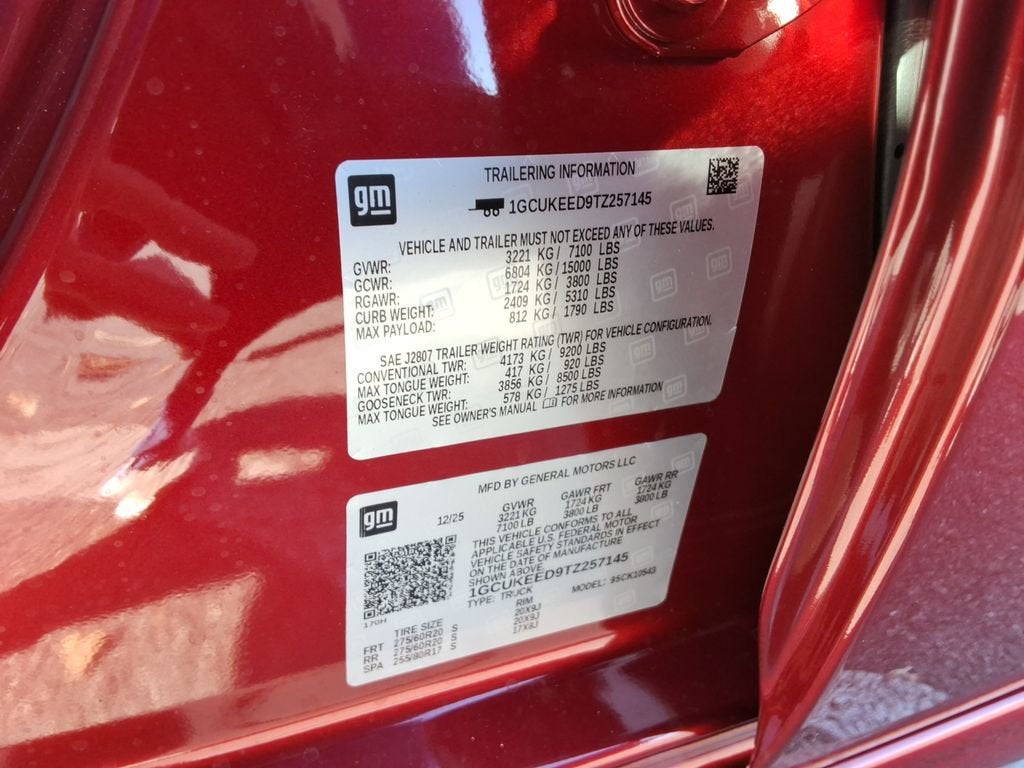 gm
TRAILERING INFORMATION
1GCUKEED9TZ257145
VEHICLE AND TRAILER MUST NOT EXCEED ANY OF THESE VALUES.
GVWR: 3221 KG / 7100 LBS
GCWR: 6804 KG / 15000 LBS
RGAWR: 1724 KG / 3800 LBS
CURB WEIGHT: 2409 KG / 5310 LBS
MAX PAYLOAD: 812 KG / 1790 LBS
SAE J2807 TRAILER WEIGHT RATING (TWR) FOR VEHICLE CONFIGURATION.
CONVENTIONAL TWR: 4173 KG / 9200 LBS
MAX TONGUE WEIGHT: 417 KG / 920 LBS
GOOSENECK TWR: 3856 KG / 8500 LBS
MAX TONGUE WEIGHT: 578 KG / 1275 LBS
SEE OWNER'S MANUAL FOR MORE INFORMATION
gm
MFD BY GENERAL MOTORS LLC
12/25 GVWR GAWR FRT GAWR RR
3221 KG 1724 KG 1724 KG
7100 LB 3800 LB 3800 LB
THIS VEHICLE CONFORMS TO ALL
APPLICABLE U.S. FEDERAL MOTOR
VEHICLE SAFETY STANDARDS IN EFFECT
ON THE DATE OF MANUFACTURE
SHOWN ABOVE.
1GCUKEED9TZ257145
TYPE: TRUCK MODEL: 95CK10543
170H
TIRE SIZE RIM
FRT 275/60R20 S 20X9J
RR 275/60R20 S 20X9J
SPA 255/80R17 S 17X8J